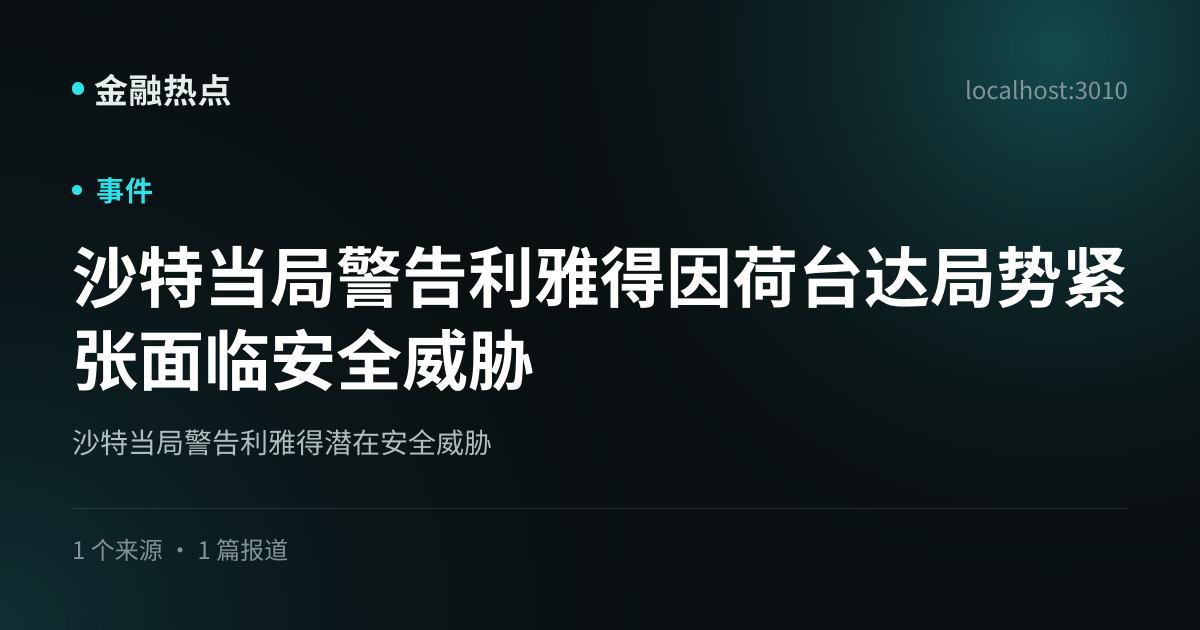 金融热点
localhost:3010
事件
沙特当局警告利雅得因荷台达局势紧
张面临安全威胁
沙特当局警告利雅得潜在安全威胁
1 个来源 · 1 篇报道